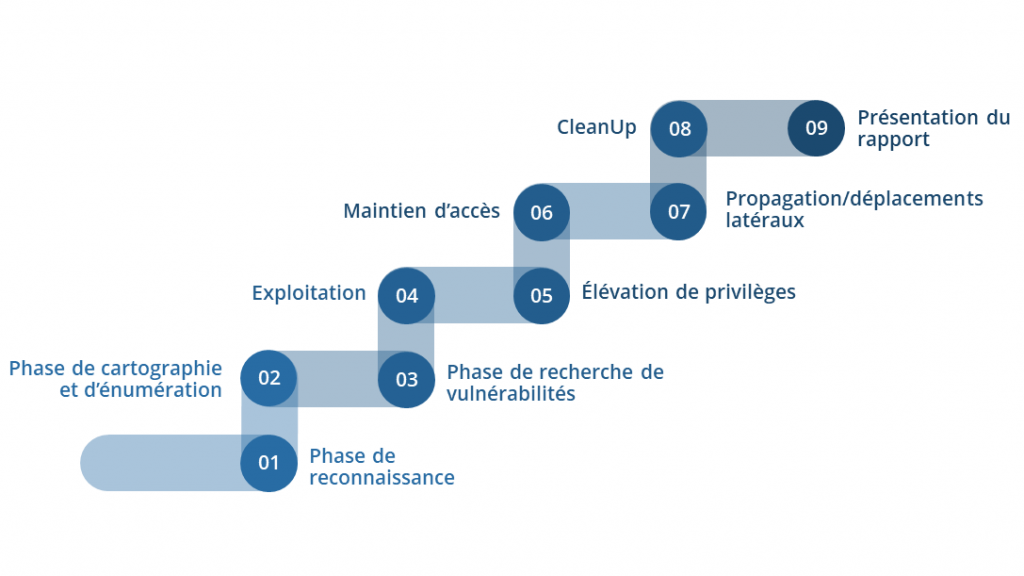 01
Phase de
reconnaissance
02
Phase de cartographie
et d’énumération
03
Phase de recherche de
vulnérabilités
04
Exploitation
05
Élévation de privilèges
06
Maintien d’accès
07
Propagation/déplacements
latéraux
08
CleanUp
09
Présentation du
rapport